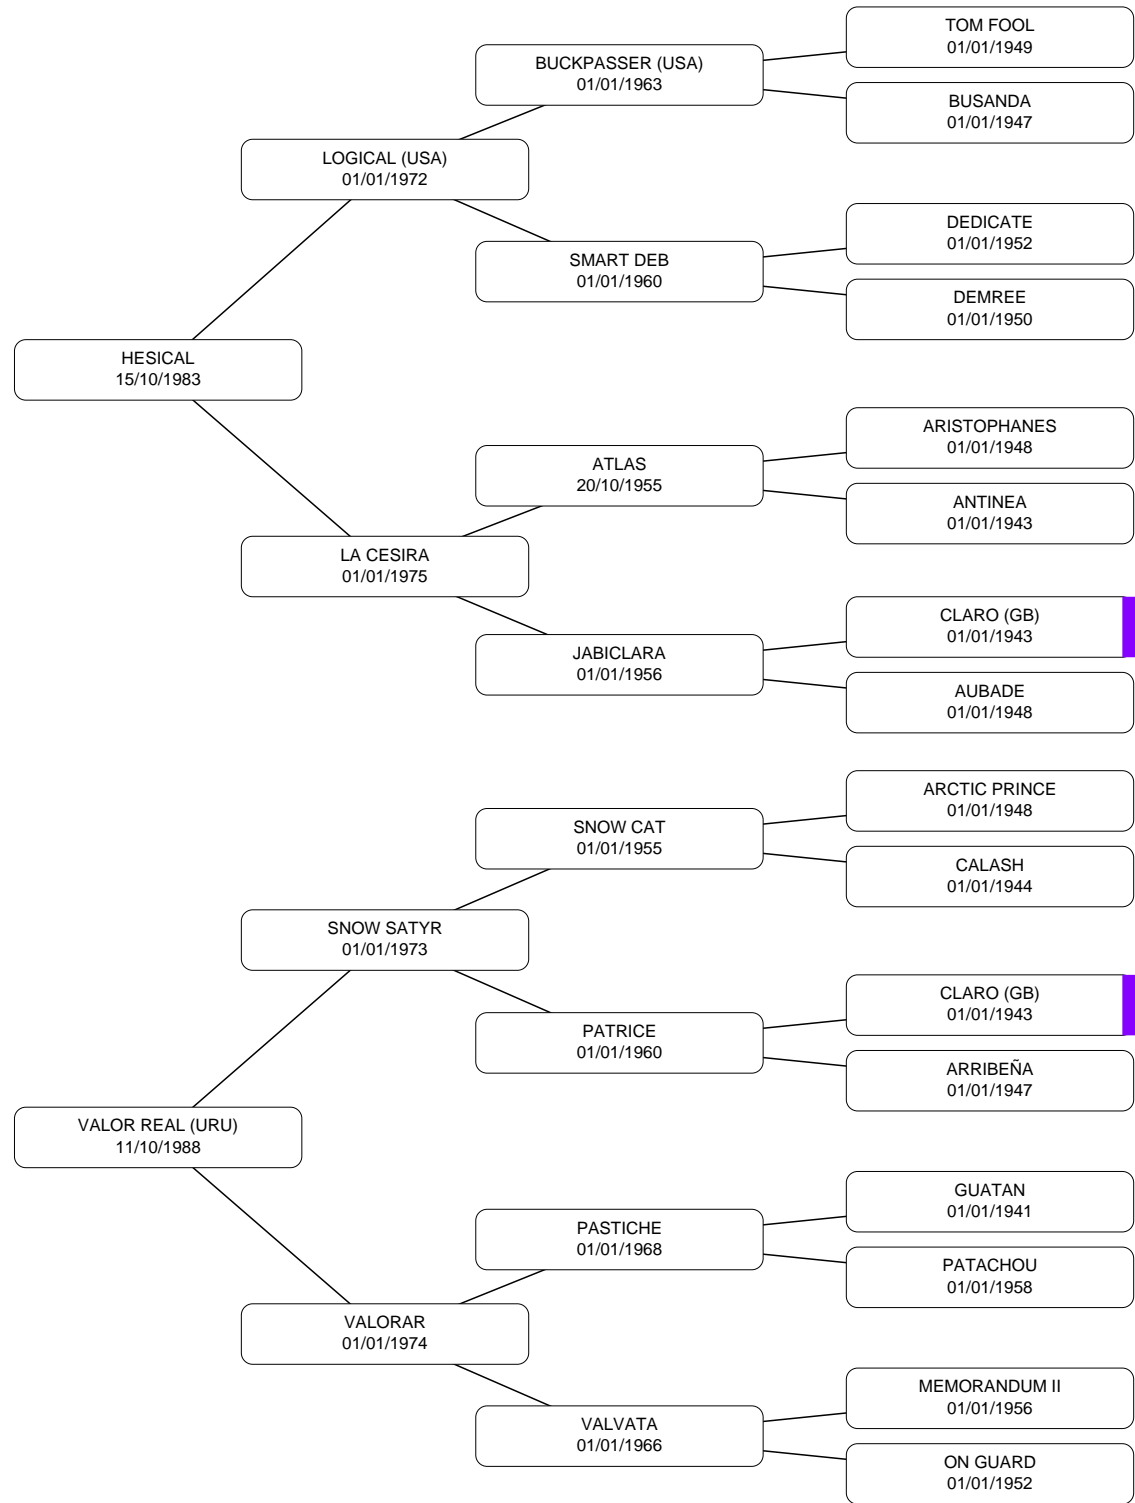 TOM FOOL
01/01/1949
BUCKPASSER (USA)
01/01/1963
BUSANDA
01/01/1947
LOGICAL (USA)
01/01/1972
DEDICATE
01/01/1952
SMART DEB
01/01/1960
DEMREE
01/01/1950
HESICAL
15/10/1983
ARISTOPHANES
01/01/1948
ATLAS
20/10/1955
ANTINEA
01/01/1943
LA CESIRA
01/01/1975
CLARO (GB)
01/01/1943
JABICLARA
01/01/1956
AUBADE
01/01/1948
ARCTIC PRINCE
01/01/1948
SNOW CAT
01/01/1955
CALASH
01/01/1944
SNOW SATYR
01/01/1973
CLARO (GB)
01/01/1943
PATRICE
01/01/1960
ARRIBEÑA
01/01/1947
VALOR REAL (URU)
11/10/1988
GUATAN
01/01/1941
PASTICHE
01/01/1968
PATACHOU
01/01/1958
VALORAR
01/01/1974
MEMORANDUM II
01/01/1956
VALVATA
01/01/1966
ON GUARD
01/01/1952